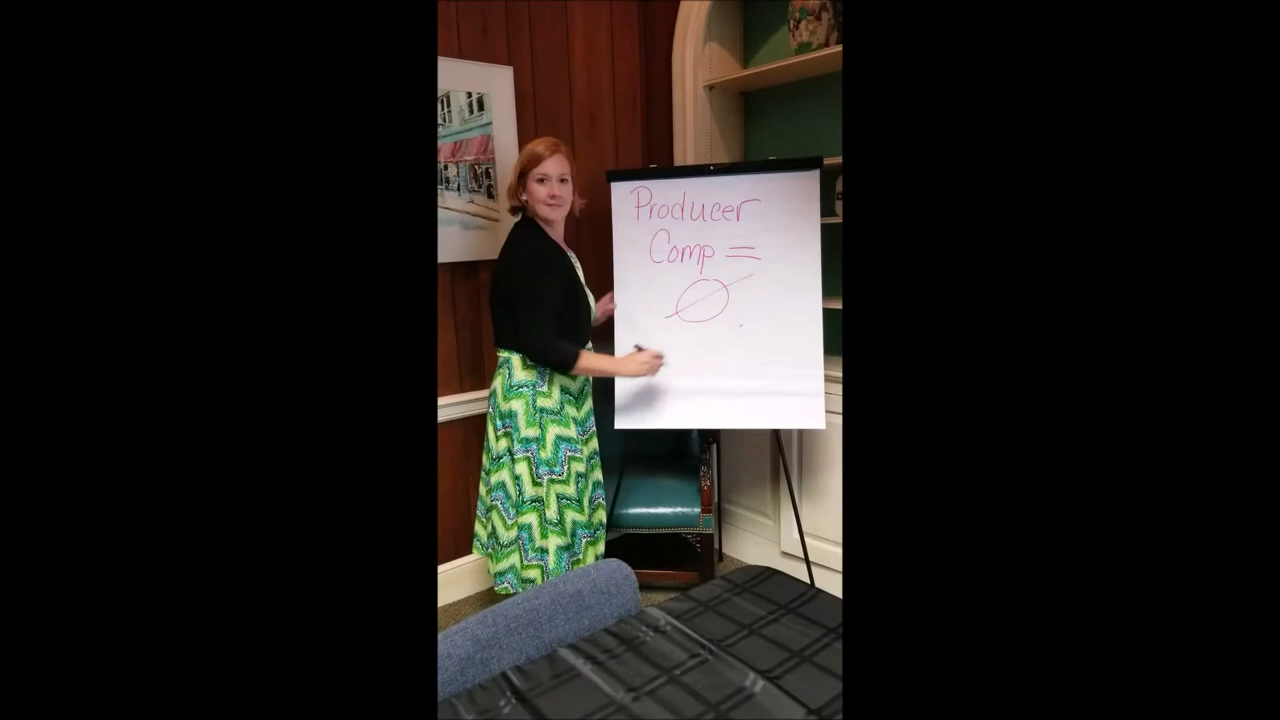 Producer
Comp =
Ø